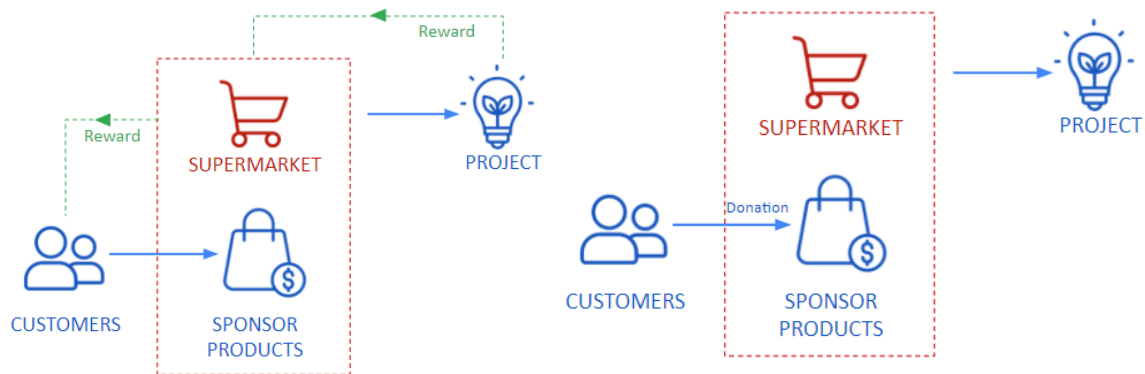 Reward
Reward
SUPERMARKET
PROJECT
$
CUSTOMERS
SPONSOR
PRODUCTS
SUPERMARKET
PROJECT
Donation
$
CUSTOMERS
SPONSOR
PRODUCTS